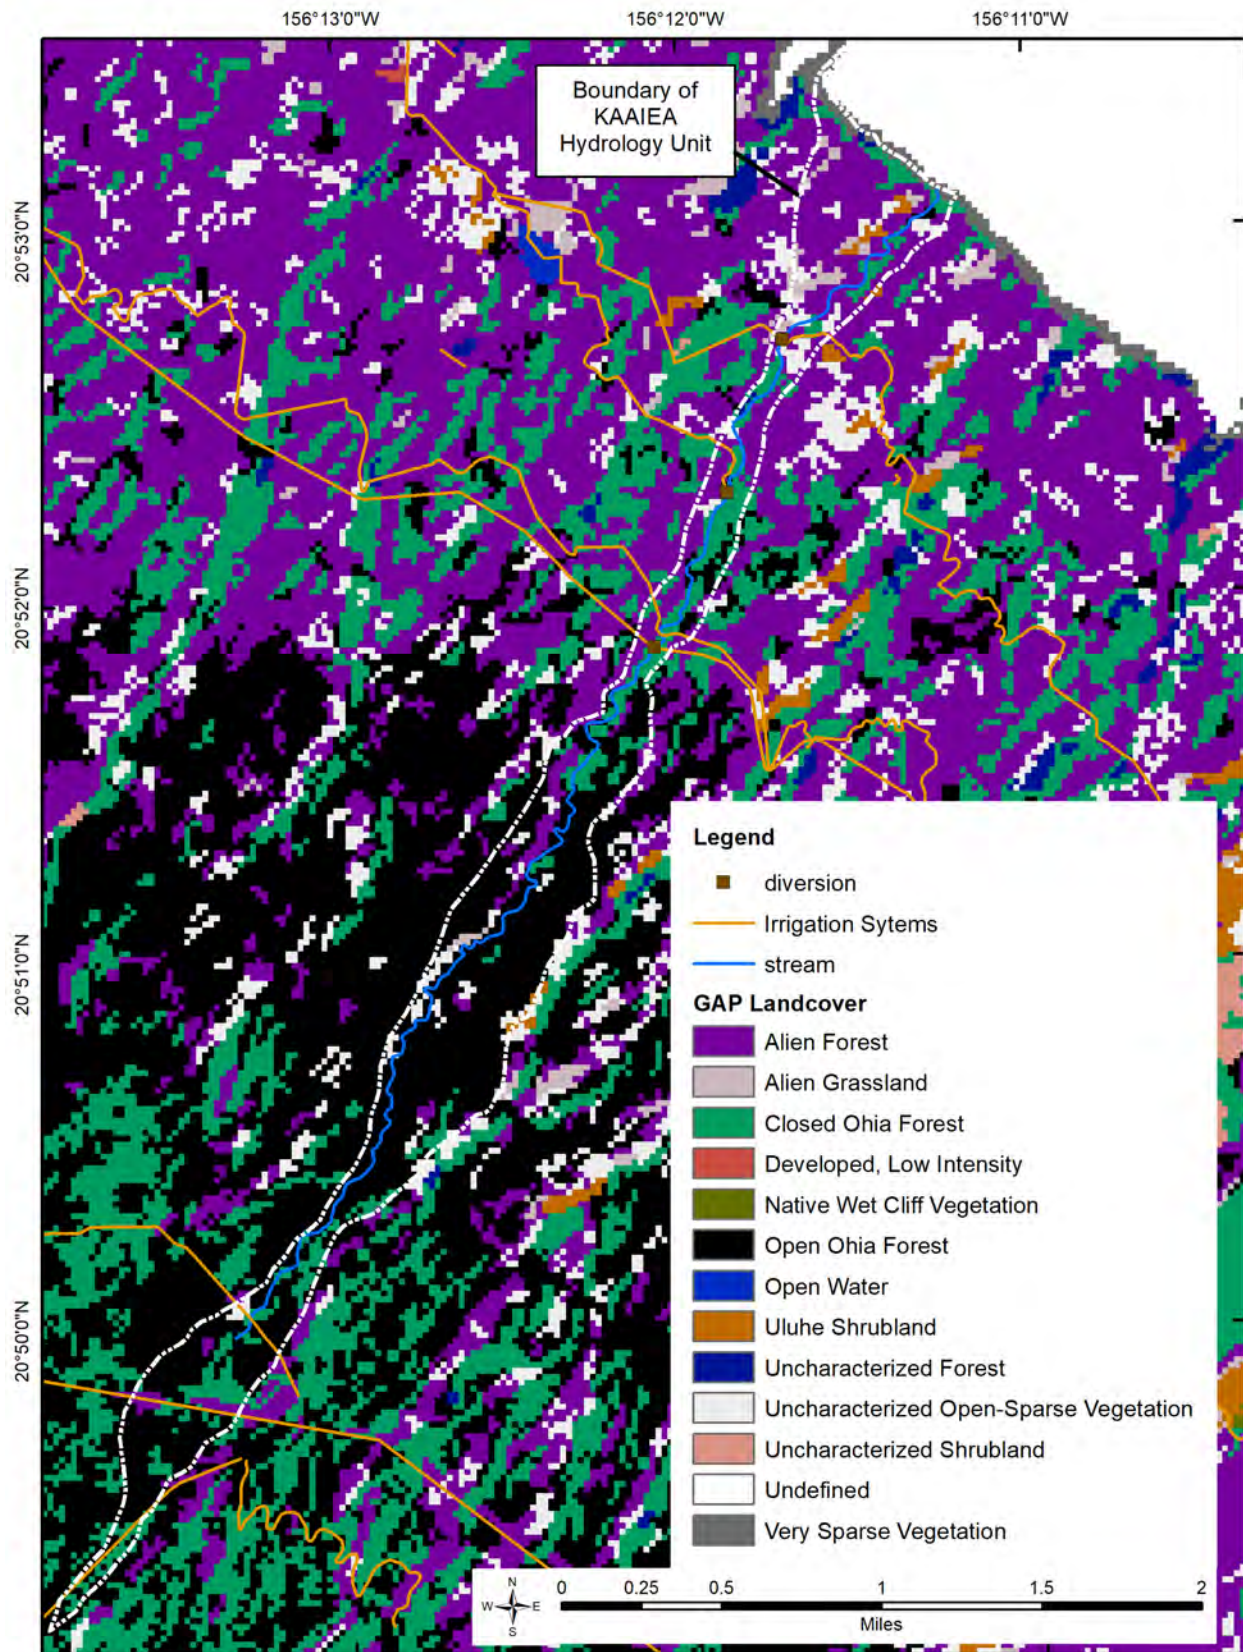 156°13'0"W
156°12'0"W
156°11'0"W
Boundary of
KAAIEA
Hydrology Unit
20°53'0"N
20°52'0"N
20°51'0"N
20°50'0"N
Legend
diversion
Irrigation Sytems
stream
GAP Landcover
Alien Forest
Alien Grassland
Closed Ohia Forest
Developed, Low Intensity
Native Wet Cliff Vegetation
Open Ohia Forest
Open Water
Uluhe Shrubland
Uncharacterized Forest
Uncharacterized Open-Sparse Vegetation
Uncharacterized Shrubland
Undefined
Very Sparse Vegetation
N
W E
S
0 0.25 0.5 1 1.5 2
Miles